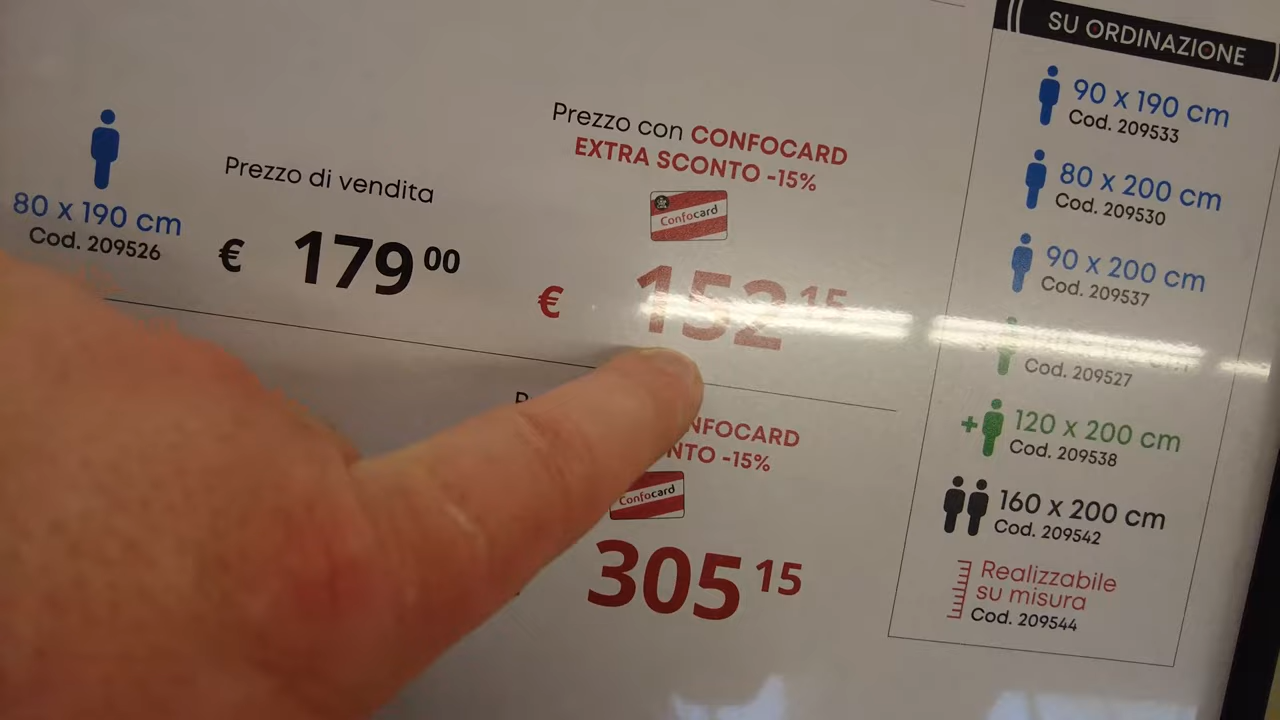 80 x 190 cm
Cod. 209526
Prezzo di vendita
€ 179 00
Prezzo con CONFOCARD
EXTRA SCONTO -15%
Confocard
€ 152 15
NFOCARD
NTO -15%
Confocard
305 15
SU ORDINAZIONE
90 x 190 cm
Cod. 209533
80 x 200 cm
Cod. 209530
90 x 200 cm
Cod. 209537
Cod. 209527
+ 120 x 200 cm
Cod. 209538
160 x 200 cm
Cod. 209542
Realizzabile
su misura
Cod. 209544